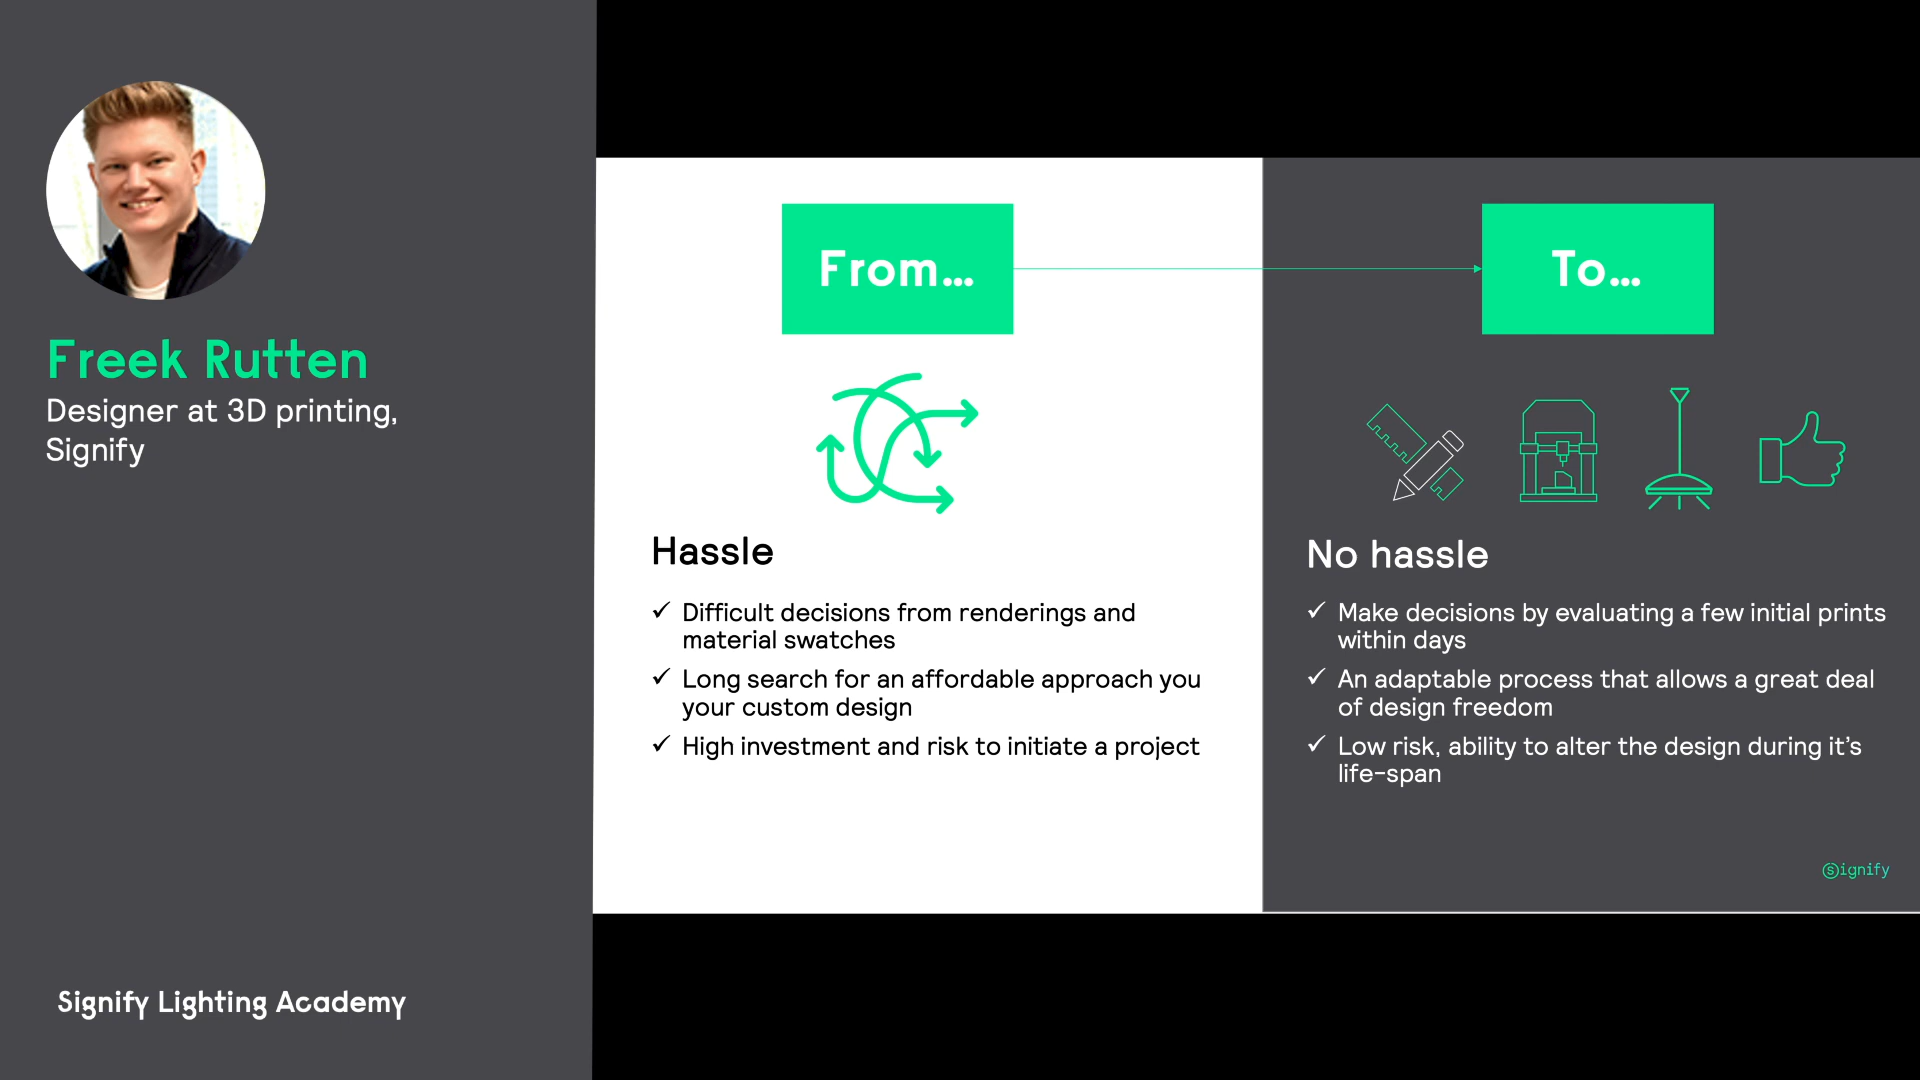 Freek Rutten
Designer at 3D printing,
Signify
From...
To...
Hassle
✓ Difficult decisions from renderings and
material swatches
✓ Long search for an affordable approach you
your custom design
✓ High investment and risk to initiate a project
No hassle
✓ Make decisions by evaluating a few initial prints
within days
✓ An adaptable process that allows a great deal
of design freedom
✓ Low risk, ability to alter the design during it’s
life-span
Signify
Signify Lighting Academy